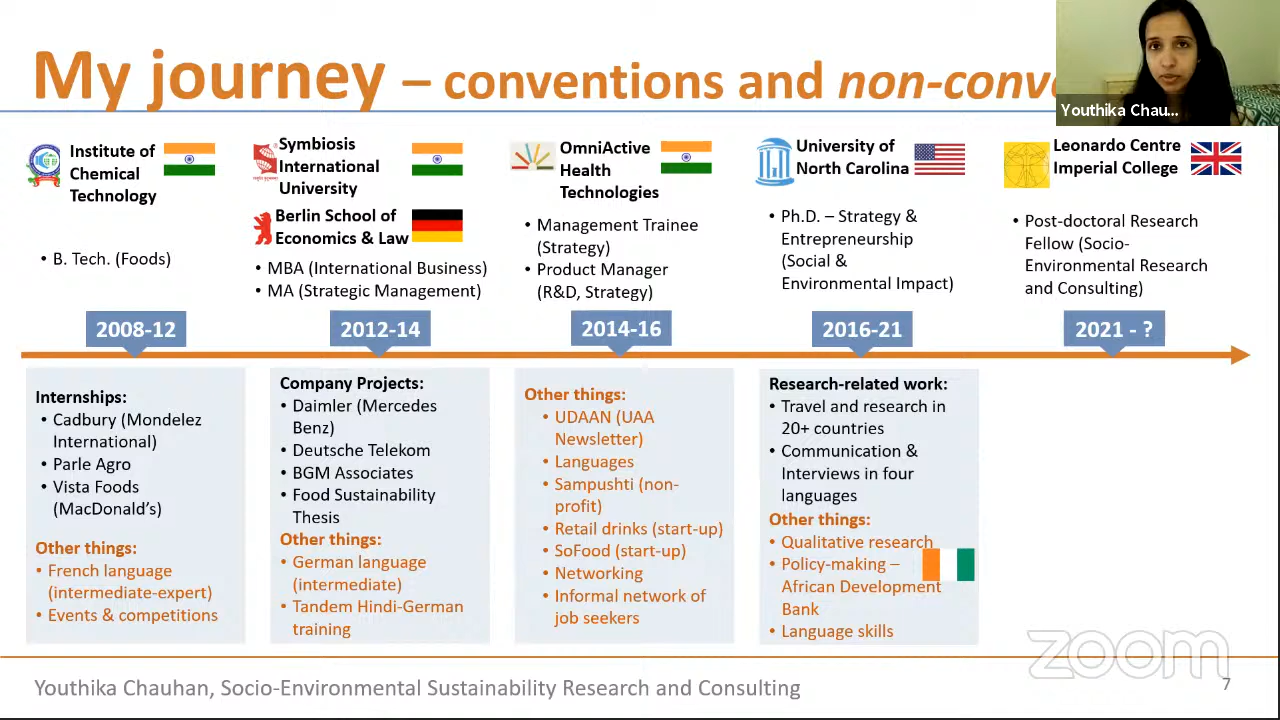 My journey – conventions and non-conve
Youthika Chau...
Institute of
Chemical
Technology
• B. Tech. (Foods)
Symbiosis
International
University
Berlin School of
Economics & Law
• MBA (International Business)
• MA (Strategic Management)
OmniActive
Health
Technologies
• Management Trainee
(Strategy)
• Product Manager
(R&D, Strategy)
University of
North Carolina
• Ph.D. – Strategy &
Entrepreneurship
(Social &
Environmental Impact)
Leonardo Centre
Imperial College
• Post-doctoral Research
Fellow (Socio-
Environmental Research
and Consulting)
2008-12
2012-14
2014-16
2016-21
2021 - ?
Internships:
• Cadbury (Mondelez
International)
• Parle Agro
• Vista Foods
(MacDonald's)
Other things:
• French language
(intermediate-expert)
• Events & competitions
Company Projects:
• Daimler (Mercedes
Benz)
• Deutsche Telekom
• BGM Associates
• Food Sustainability
Thesis
Other things:
• German language
(intermediate)
• Tandem Hindi-German
training
Other things:
• UDAAN (UAA
Newsletter)
• Languages
• Sampushti (non-
profit)
• Retail drinks (start-up)
• SoFood (start-up)
• Networking
• Informal network of
job seekers
Research-related work:
• Travel and research in
20+ countries
• Communication &
Interviews in four
languages
Other things:
• Qualitative research
• Policy-making –
African Development
Bank
• Language skills
zoom
Youthika Chauhan, Socio-Environmental Sustainability Research and Consulting
7